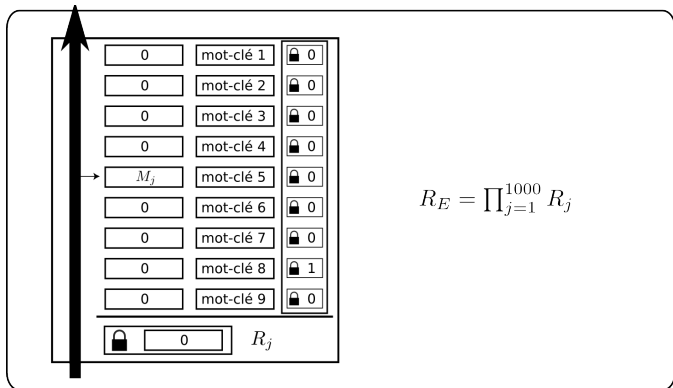 0 mot-clé 1 0
0 mot-clé 2 0
0 mot-clé 3 0
0 mot-clé 4 0
M_j mot-clé 5 0
0 mot-clé 6 0
0 mot-clé 7 0
0 mot-clé 8 1
0 mot-clé 9 0
0 R_j
R_E = ∏_{j=1}^{1000} R_j